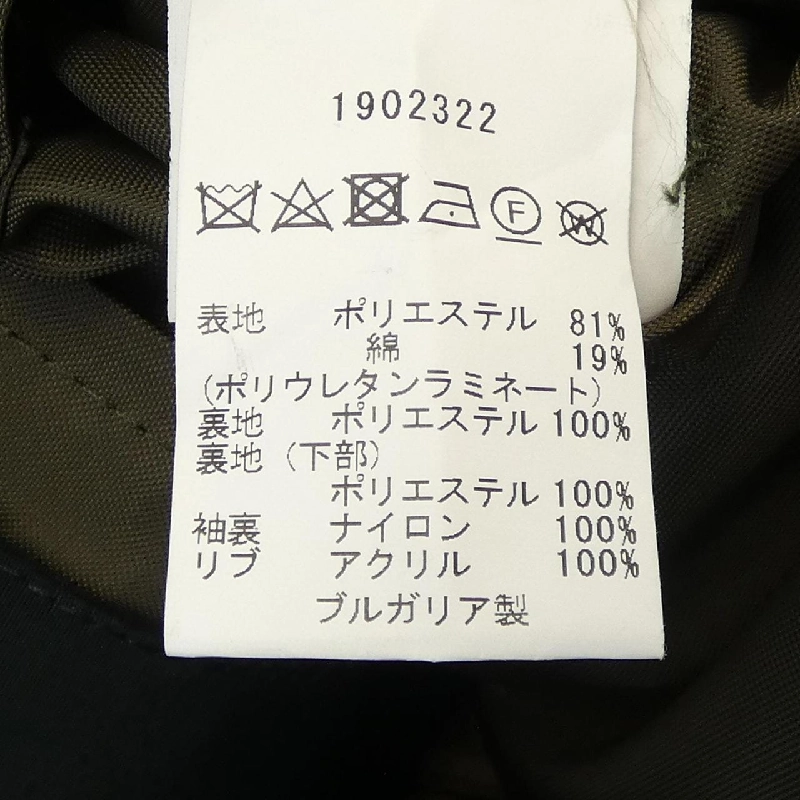 1902322
F
W
表地 ポリエステル 81%
綿 19%
(ポリウレタンラミネート)
裏地 ポリエステル 100%
裏地 (下部)
ポリエステル 100%
袖裏 ナイロン 100%
リブ アクリル 100%
ブルガリア製